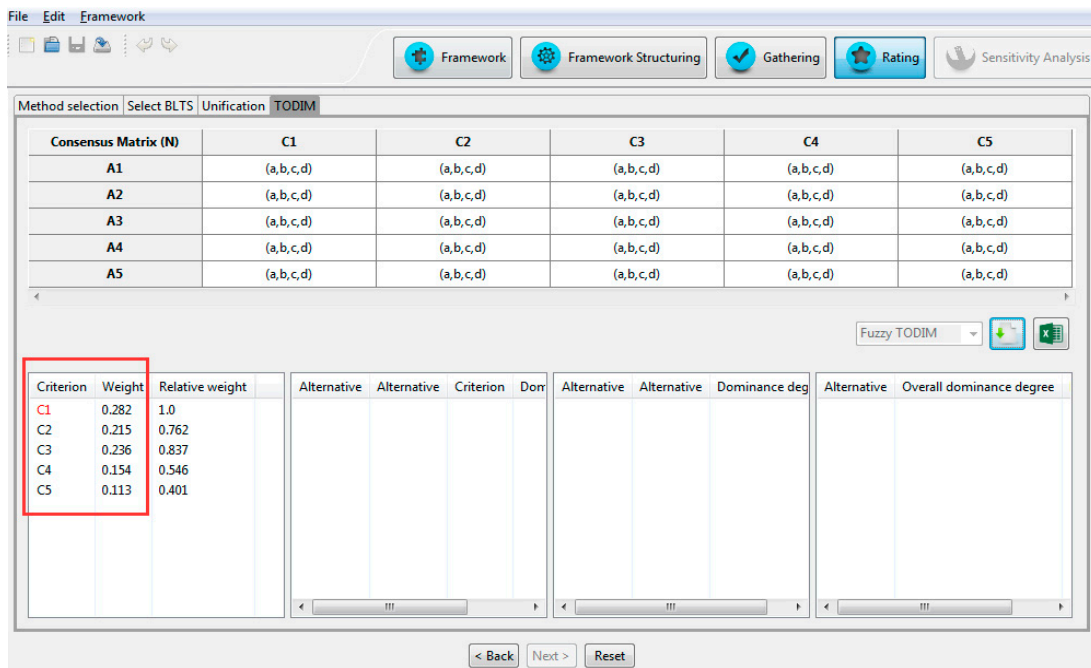 File Edit Framework
Framework Framework Structuring Gathering Rating Sensitivity Analysis
Method selection Select BLTS Unification TODIM
Consensus Matrix (N) C1 C2 C3 C4 C5
A1 (a,b,c,d) (a,b,c,d) (a,b,c,d) (a,b,c,d) (a,b,c,d)
A2 (a,b,c,d) (a,b,c,d) (a,b,c,d) (a,b,c,d) (a,b,c,d)
A3 (a,b,c,d) (a,b,c,d) (a,b,c,d) (a,b,c,d) (a,b,c,d)
A4 (a,b,c,d) (a,b,c,d) (a,b,c,d) (a,b,c,d) (a,b,c,d)
A5 (a,b,c,d) (a,b,c,d) (a,b,c,d) (a,b,c,d) (a,b,c,d)
Fuzzy TODIM
Criterion Weight Relative weight Alternative Alternative Criterion Dom Alternative Alternative Dominance deg Alternative Overall dominance degree
C1 0.282 1.0
C2 0.215 0.762
C3 0.236 0.837
C4 0.154 0.546
C5 0.113 0.401
< Back Next > Reset